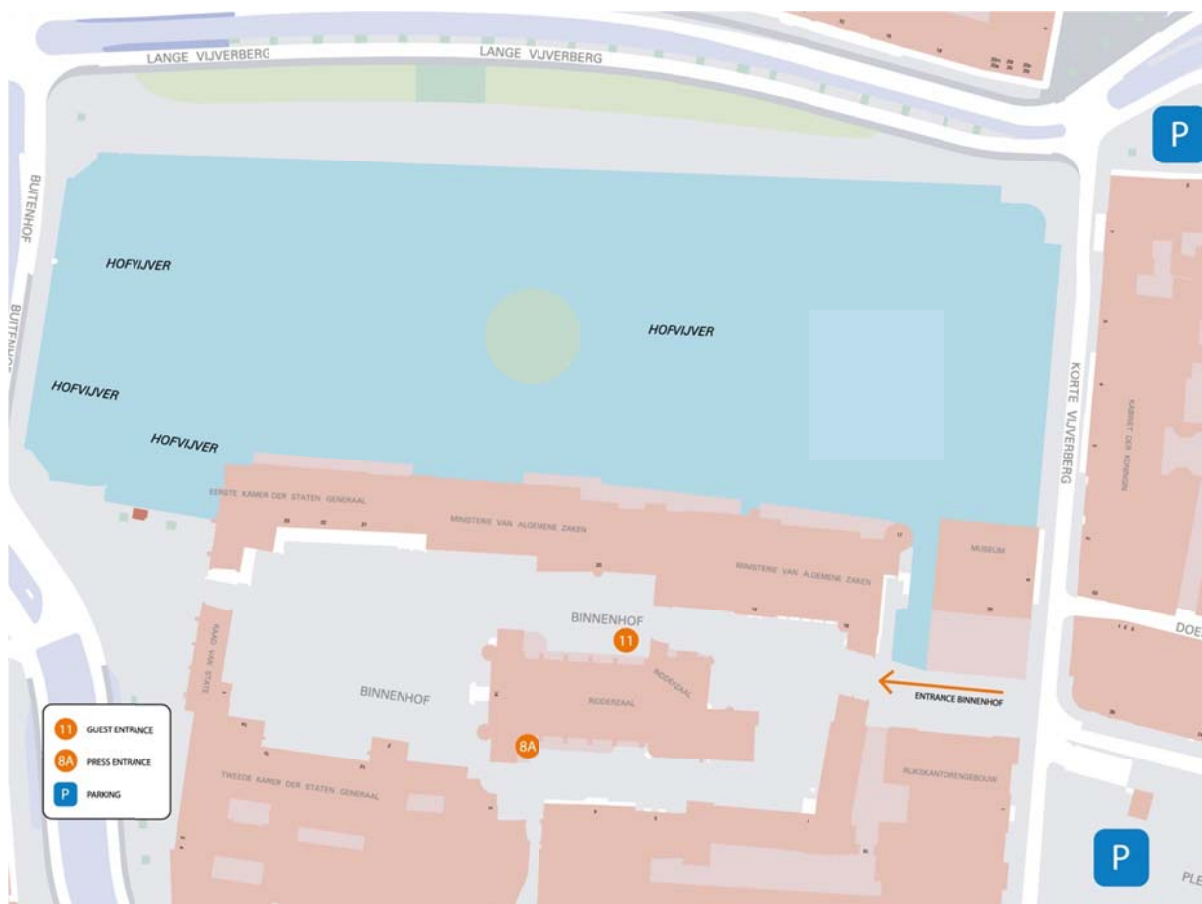 LANGE VIJVERBERG
LANGE VIJVERBERG
P
BUITENHOF
BUITENHOF
HOFVIJVER
HOFVIJVER
HOFVIJVER
HOFVIJVER
KORTE VIJVERBERG
KABINET DER KONINGIN
EERSTE KAMER DER STATEN GENERAAL
MINISTERIE VAN ALGEMENE ZAKEN
MINISTERIE VAN ALGEMENE ZAKEN
MUSEUM
BINNENHOF
11
DOE
RAAD VAN STATE
BINNENHOF
RIDDERZAAL
RIDDERZAAL
ENTRANCE BINNENHOF
8A
11 GUEST ENTRANCE
8A PRESS ENTRANCE
P PARKING
TWEEDE KAMER DER STATEN GENERAAL
RIJKSKANTORENGEBOUW
P
PLE